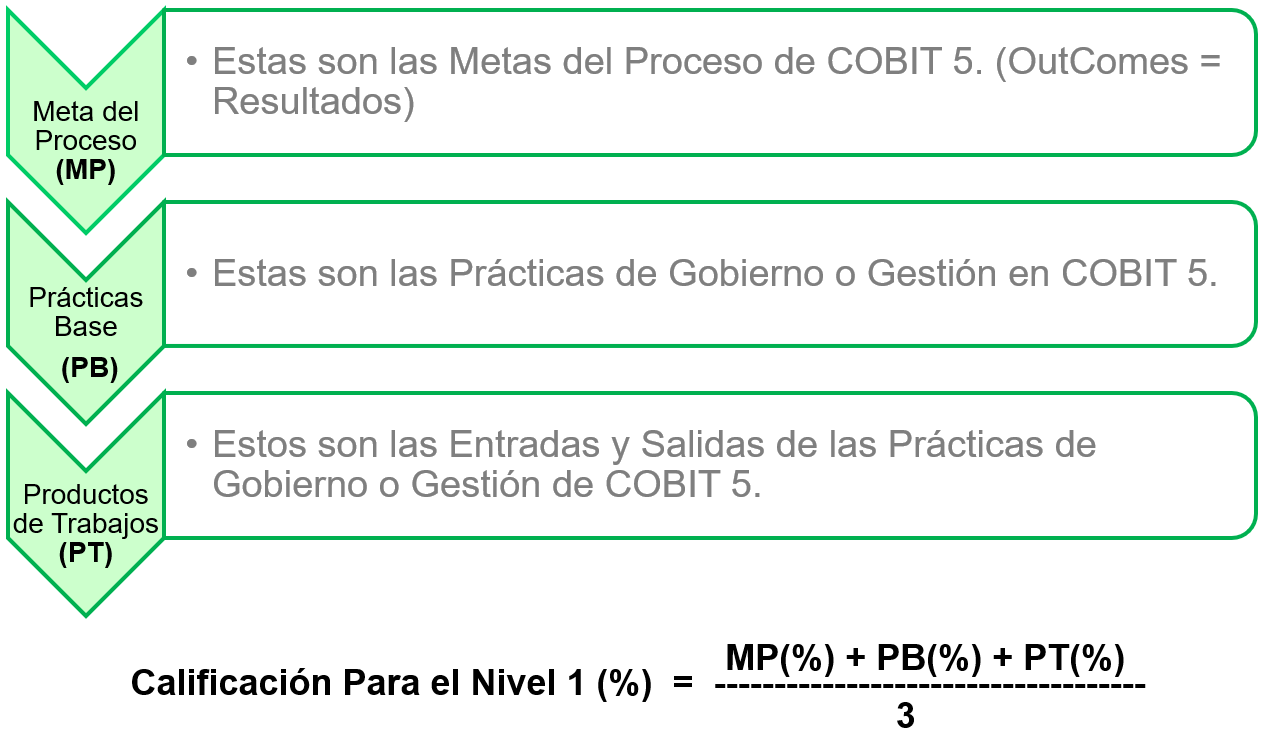 Meta del
Proceso
(MP)
• Estas son las Metas del Proceso de COBIT 5. (OutComes =
Resultados)
Prácticas
Base
(PB)
• Estas son las Prácticas de Gobierno o Gestión en COBIT 5.
Productos
de Trabajos
(PT)
• Estos son las Entradas y Salidas de las Prácticas de
Gobierno o Gestión de COBIT 5.
MP(%) + PB(%) + PT(%)
Calificación Para el Nivel 1 (%) = ------------------------------------
3